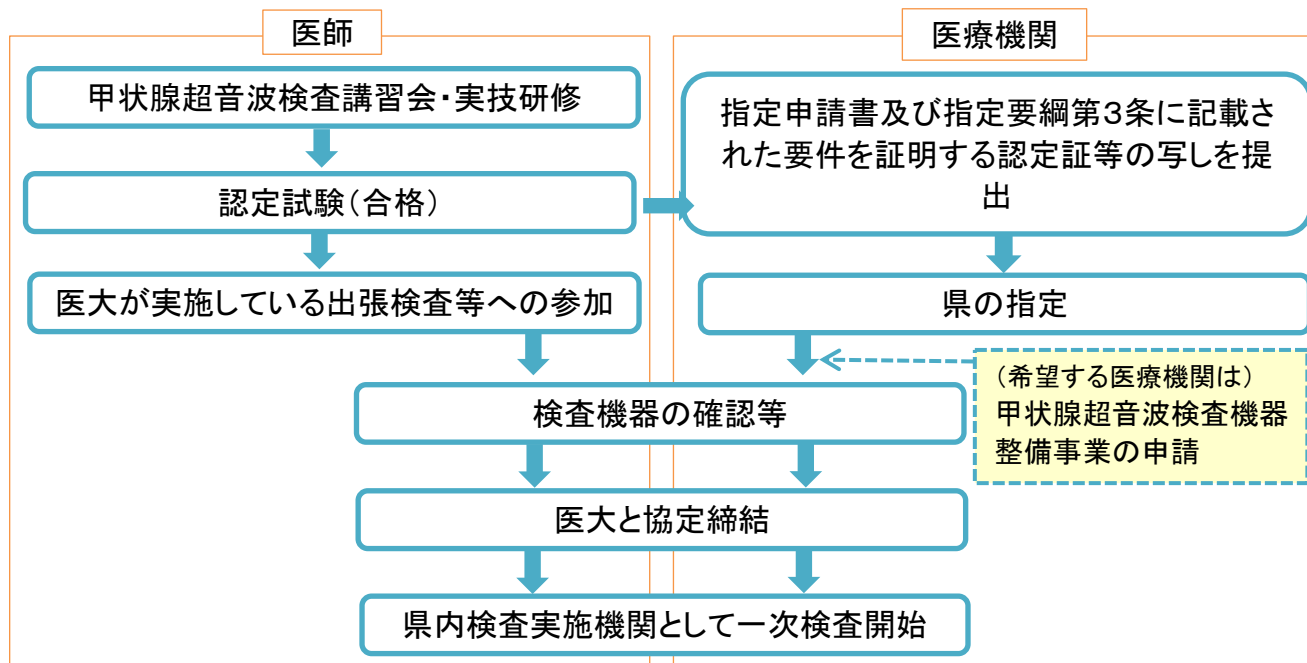 医師
甲状腺超音波検査講習会・実技研修
認定試験(合格)
医大が実施している出張検査等への参加
医療機関
指定申請書及び指定要綱第3条に記載さ
れた要件を証明する認定証等の写しを提
出
県の指定
(希望する医療機関は)
甲状腺超音波検査機器
整備事業の申請
検査機器の確認等
医大と協定締結
県内検査実施機関として一次検査開始